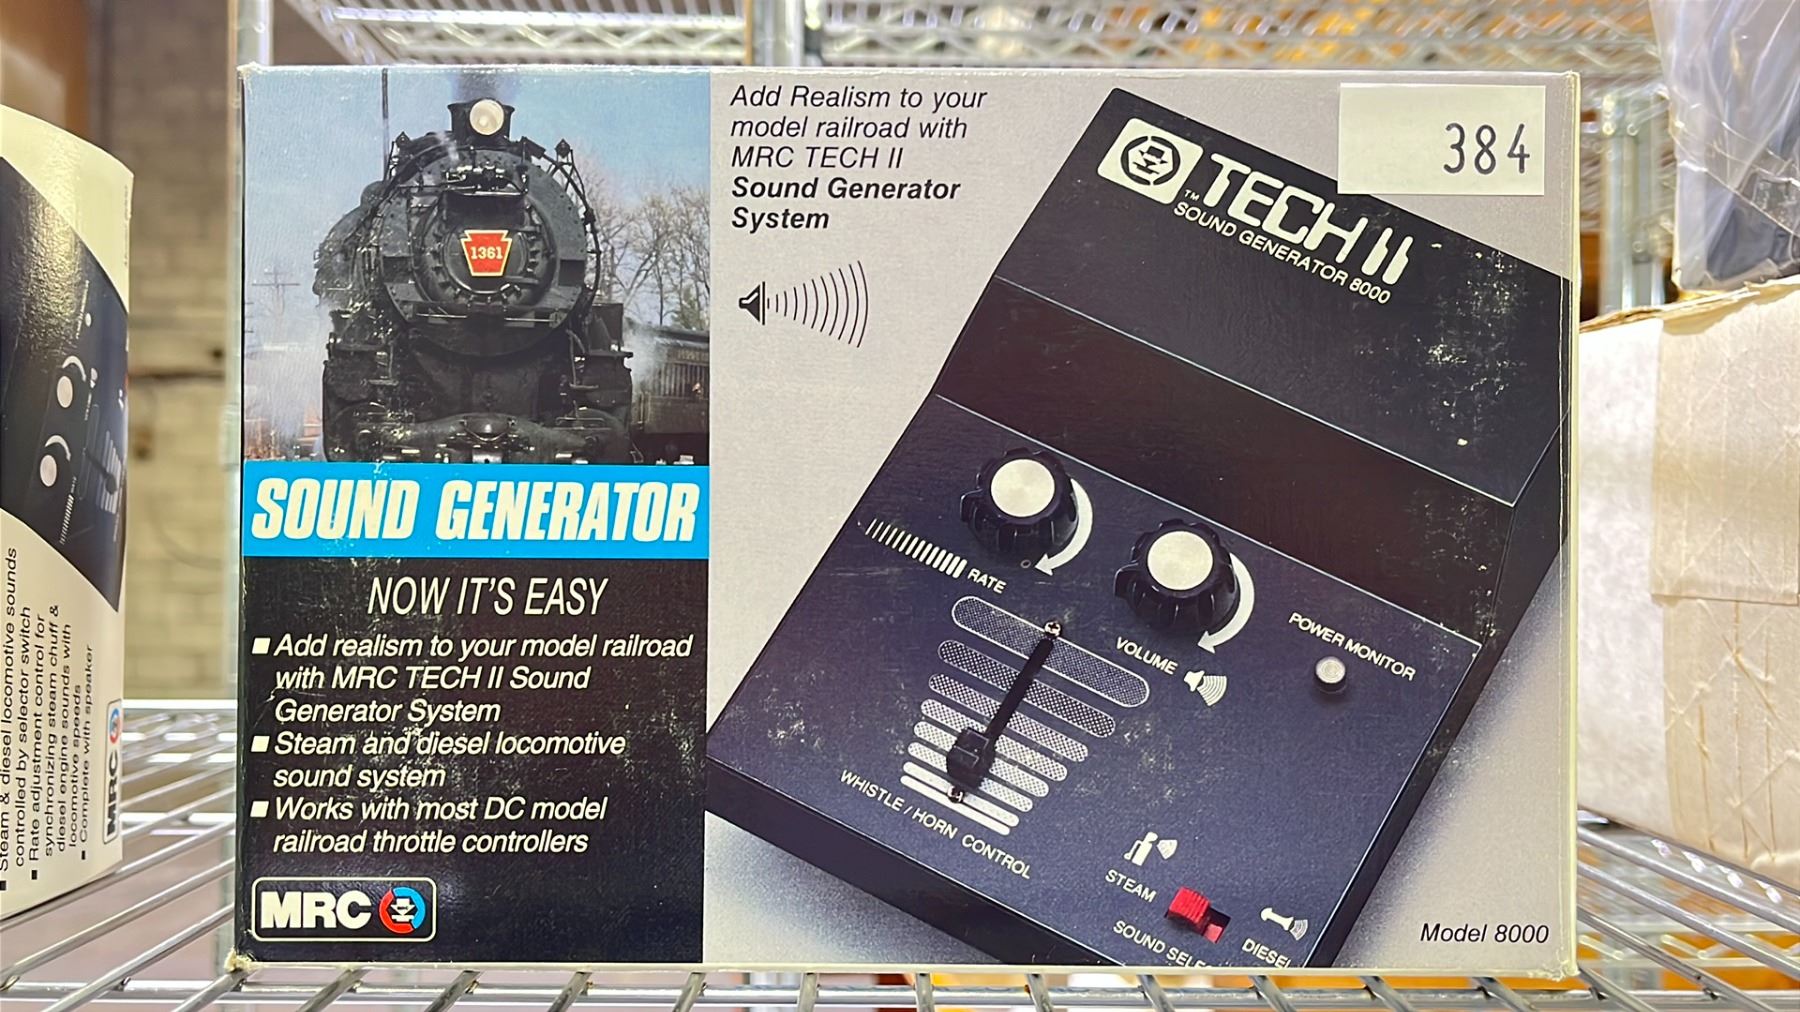 1361
SOUND GENERATOR
NOW IT'S EASY
■ Add realism to your model railroad
with MRC TECH II Sound
Generator System
■ Steam and diesel locomotive
sound system
■ Works with most DC model
railroad throttle controllers
MRC
Add Realism to your
model railroad with
MRC TECH II
Sound Generator
System
384
TECH II
™ SOUND GENERATOR 8000
RATE
VOLUME
POWER MONITOR
WHISTLE / HORN CONTROL
STEAM
DIESEL
SOUND SELE
Model 8000
■ Steam & diesel locomotive sounds
controlled by selector switch
■ Rate adjustment control for
synchronizing steam chuff &
diesel engine sounds with
locomotive speeds
■ Complete with speaker
MRC